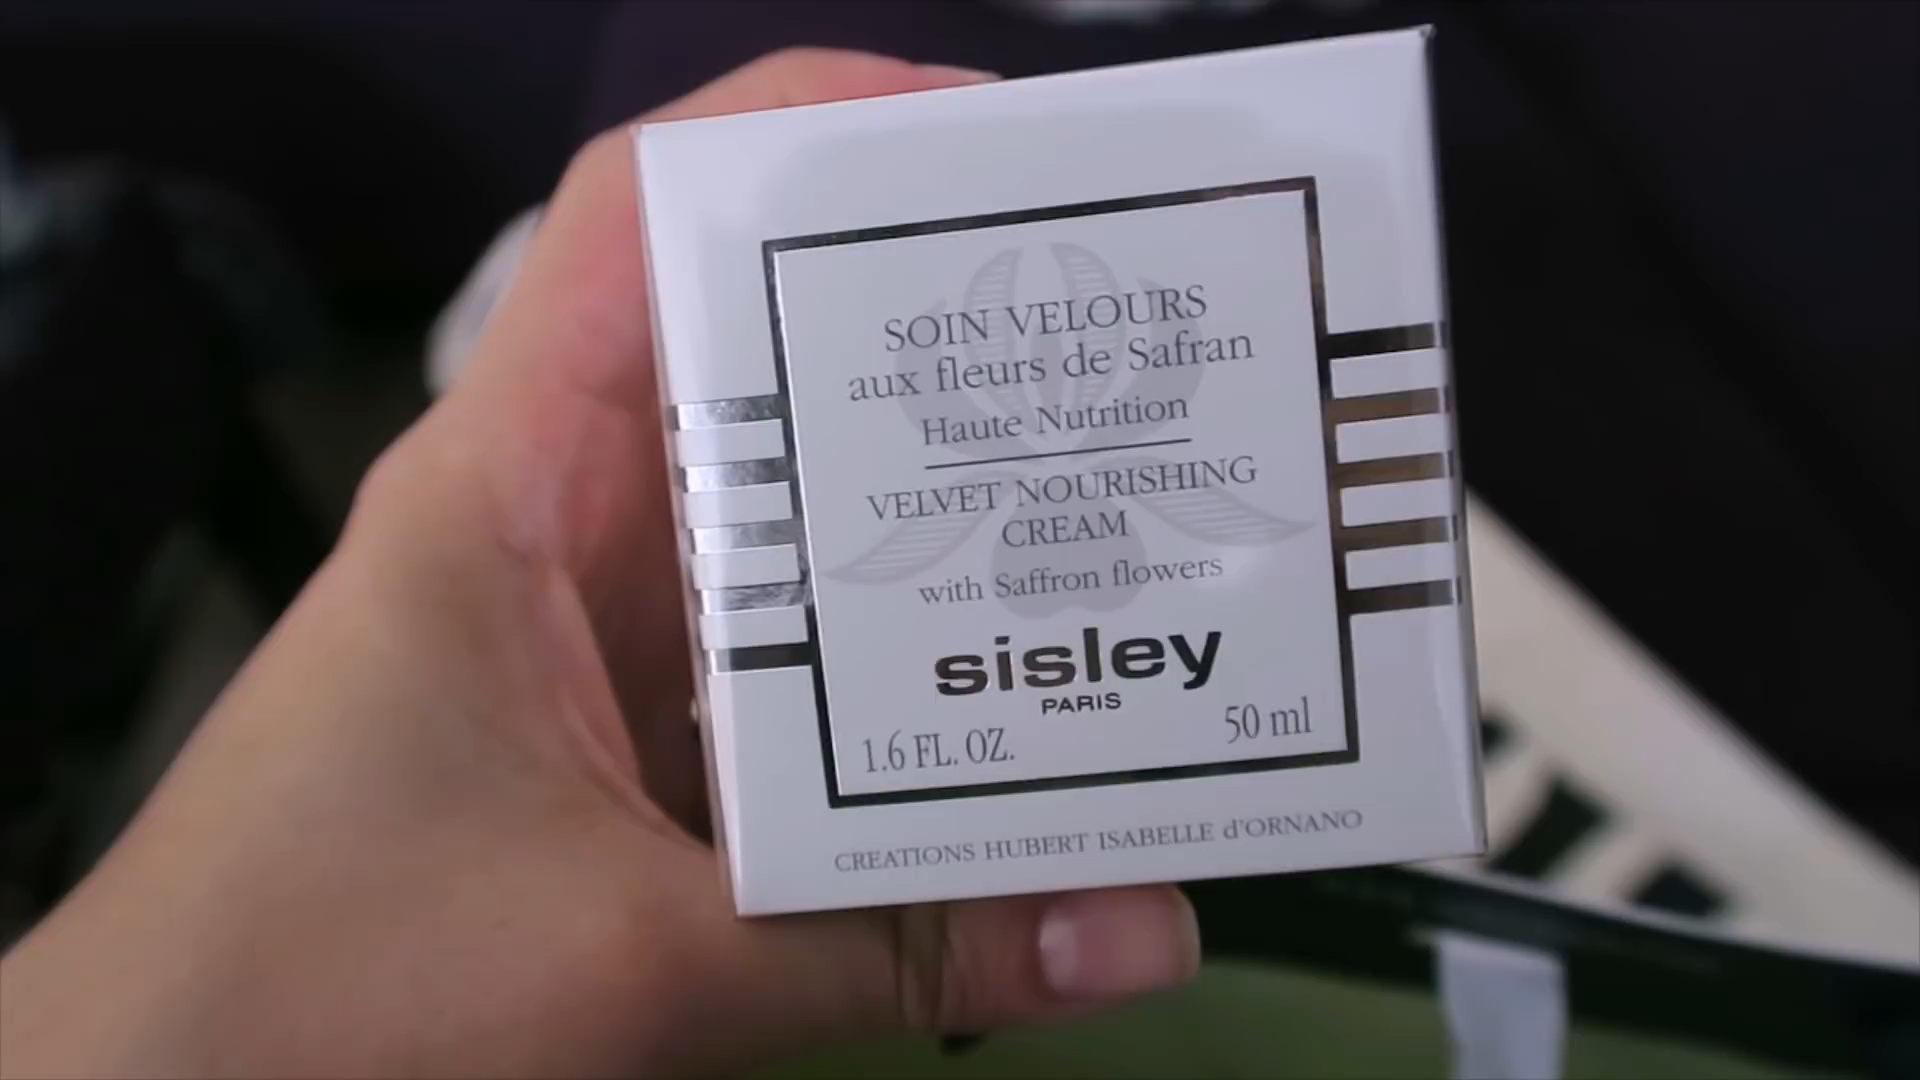 SOIN VELOURS
aux fleurs de Safran
Haute Nutrition
VELVET NOURISHING
CREAM
with Saffron flowers
sisley
PARIS
1.6 FL. OZ. 50 ml
CREATIONS HUBERT ISABELLE d'ORNANO